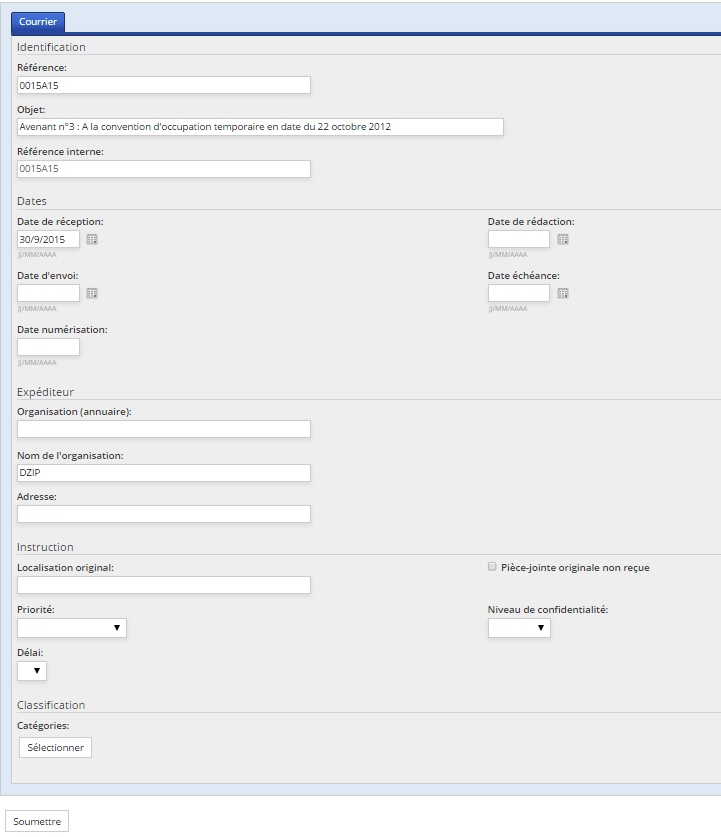 Courrier
Identification
Référence:
0015A15
Objet:
Avenant n°3 : A la convention d'occupation temporaire en date du 22 octobre 2012
Référence interne:
0015A15
Dates
Date de réception: Date de rédaction:
30/9/2015
JJ/MM/AAAA JJ/MM/AAAA
Date d'envoi: Date échéance:
JJ/MM/AAAA JJ/MM/AAAA
Date numérisation:
JJ/MM/AAAA
Expéditeur
Organisation (annuaire):
Nom de l'organisation:
DZIP
Adresse:
Instruction
Localisation original: Pièce-jointe originale non reçue
Priorité: Niveau de confidentialité:
Délai:
Classification
Catégories:
Sélectionner
Soumettre